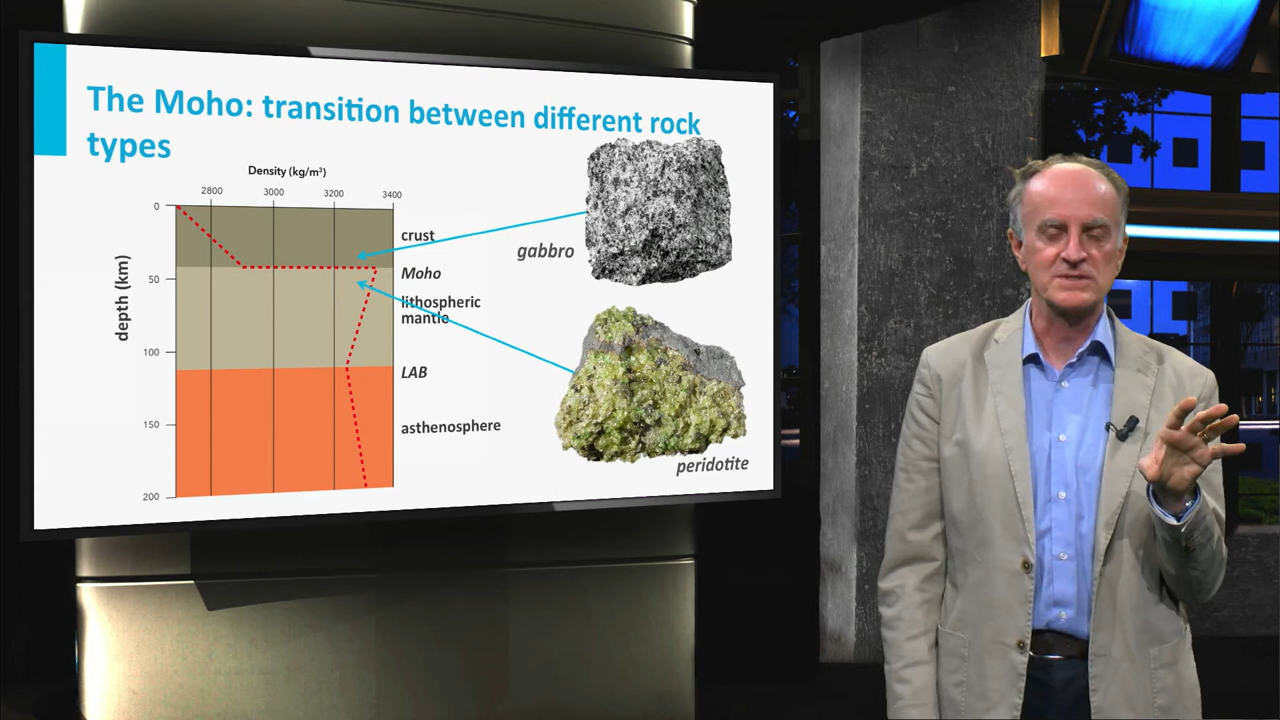 The Moho: transition between different rock
types
Density (kg/m³)
2800 3000 3200 3400
depth (km)
0
50
100
150
200
crust
Moho
lithospheric
mantle
LAB
asthenosphere
gabbro
peridotite